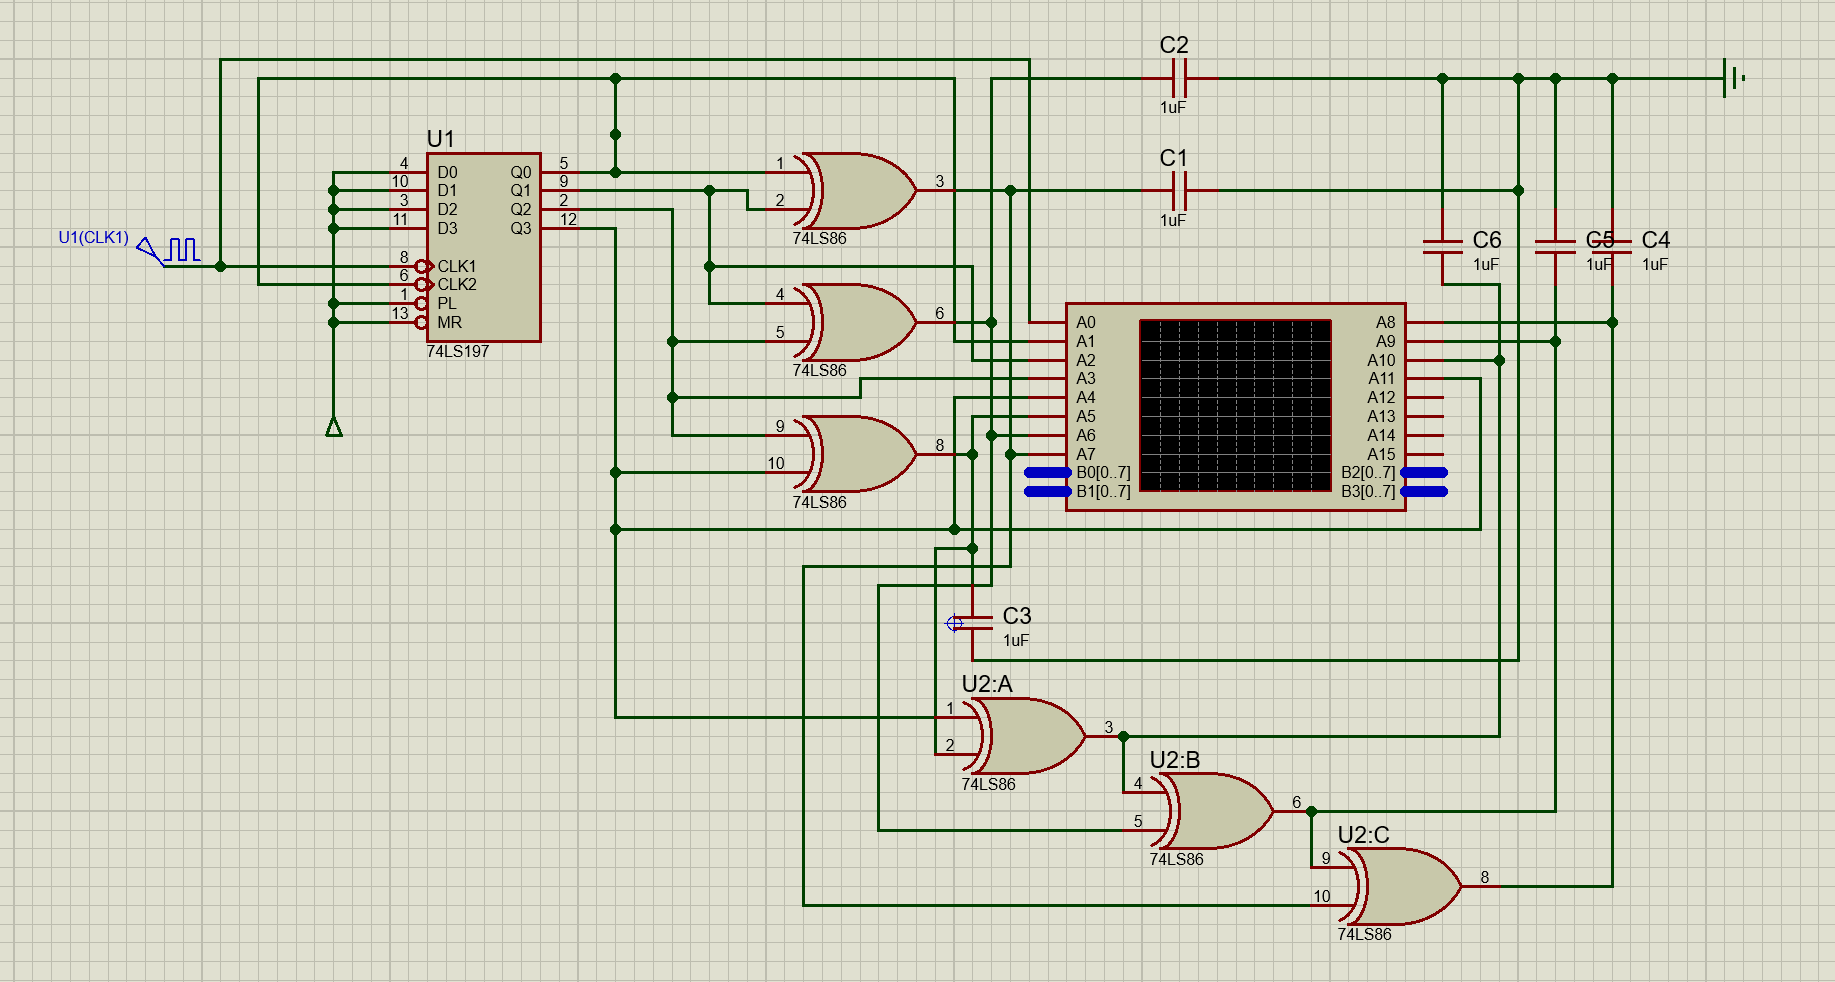 C2
1uF
U1
C1
1uF
4 D0 Q0 5
10 D1 Q1 9
3 D2 Q2 2
11 D3 Q3 12
8 CLK1
6 CLK2
1 PL
13 MR
74LS197
U1(CLK1)
1
2
3
74LS86
4
5
6
74LS86
9
10
8
74LS86
C6
1uF
C5
1uF
C4
1uF
A0 A8
A1 A9
A2 A10
A3 A11
A4 A12
A5 A13
A6 A14
A7 A15
B0[0..7] B2[0..7]
B1[0..7] B3[0..7]
C3
1uF
U2:A
1
2
3
74LS86
U2:B
4
5
6
74LS86
U2:C
9
10
8
74LS86